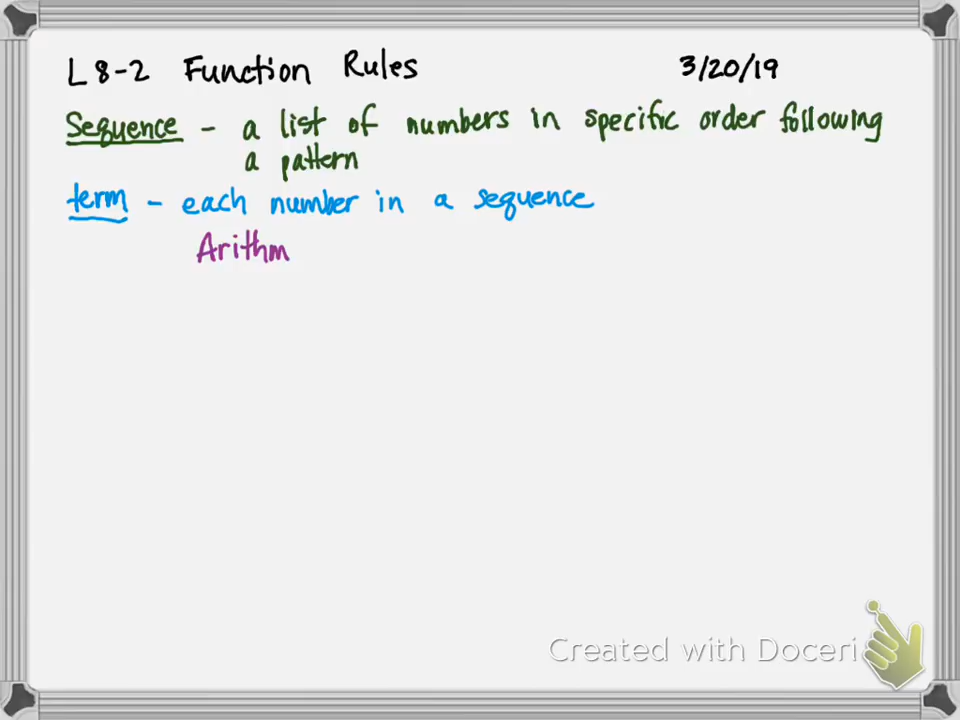 L 8-2 Function Rules 3/20/19
Sequence - a list of numbers in specific order following
a pattern
term - each number in a sequence
Arithm
Created with Doceri